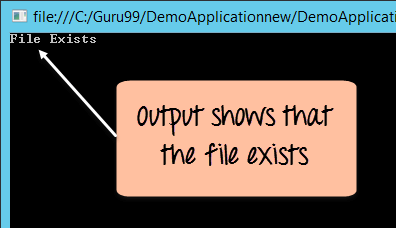 file:///C:/Guru99/DemoApplicationnew/DemoApplicati
File Exists
Output shows that
the file exists